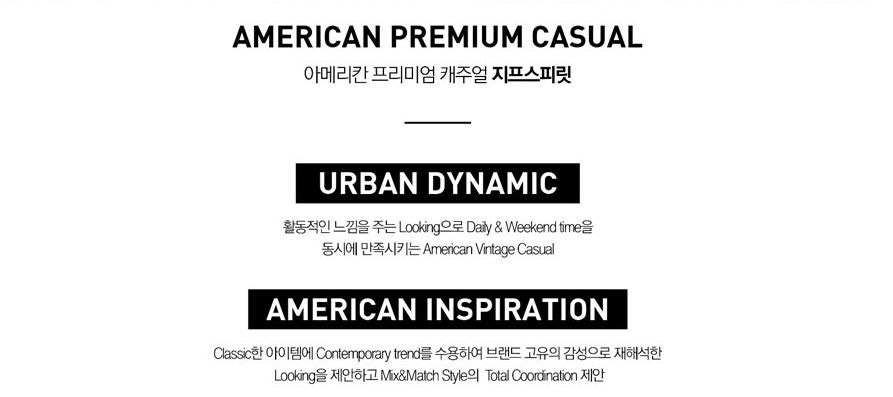 AMERICAN PREMIUM CASUAL
아메리칸 프리미엄 캐주얼 지프스피릿
URBAN DYNAMIC
활동적인 느낌을 주는 Looking으로 Daily & Weekend time을
동시에 만족시키는 American Vintage Casual
AMERICAN INSPIRATION
Classic한 아이템에 Contemporary trend를 수용하여 브랜드 고유의 감성으로 재해석한
Looking을 제안하고 Mix&Match Style의 Total Coordination 제안